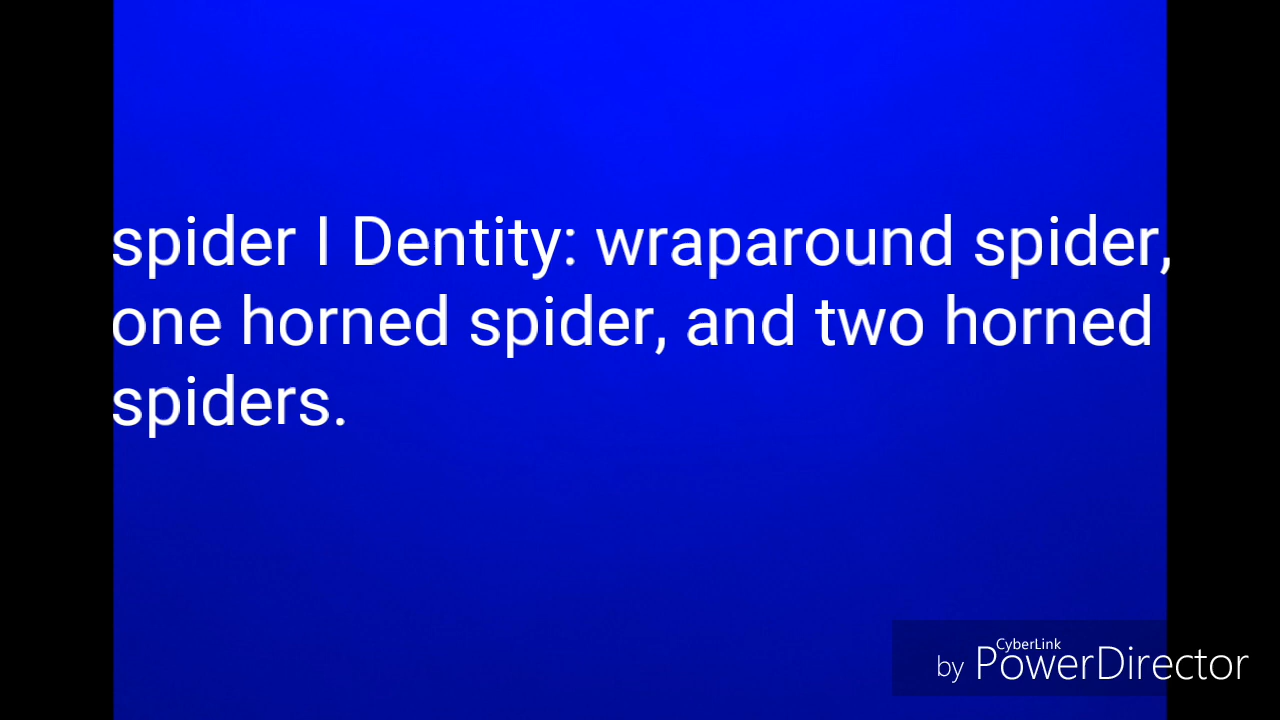 spider I Dentity: wraparound spider,
one horned spider, and two horned
spiders.
CyberLink
by PowerDirector